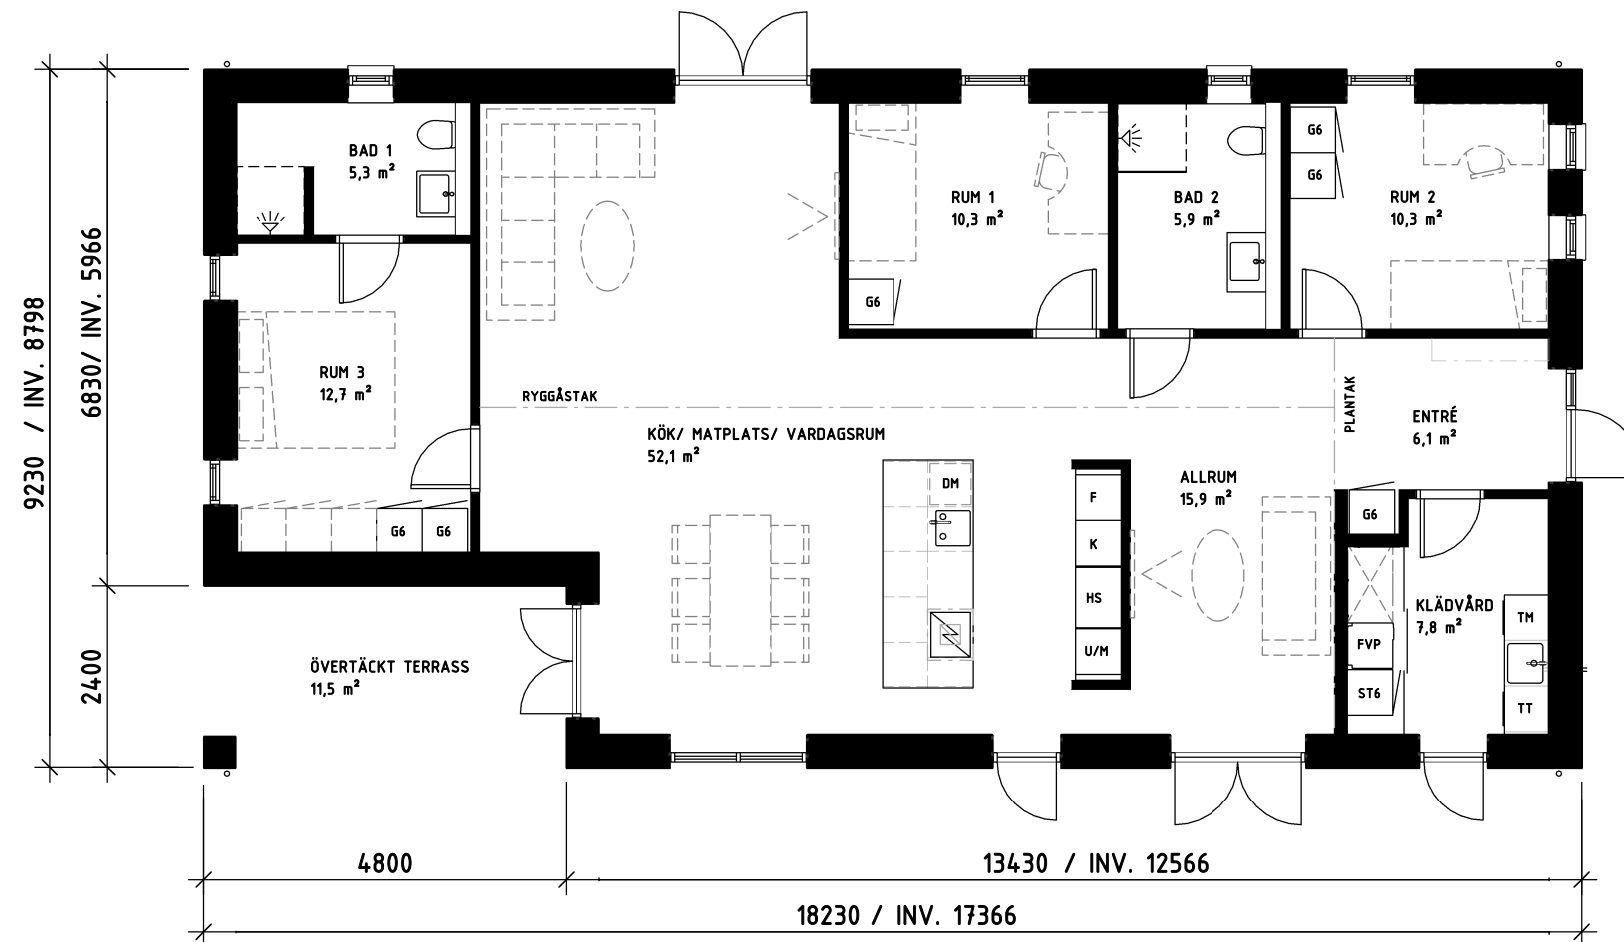 BAD 1
5,3 m²
RUM 1
10,3 m²
G6
BAD 2
5,9 m²
G6
G6
RUM 2
10,3 m²
RUM 3
12,7 m²
G6
G6
RYGGÅSTAK
KÖK/ MATPLATS/ VARDAGSRUM
52,1 m²
PLANTAK
ENTRÉ
6,1 m²
DM
F
K
HS
U/M
ALLRUM
15,9 m²
G6
KLÄDVÅRD
7,8 m²
FVP
ST6
TM
TT
ÖVERTÄCKT TERRASS
11,5 m²
9230 / INV. 8798
6830/ INV. 5966
2400
4800
13430 / INV. 12566
18230 / INV. 17366